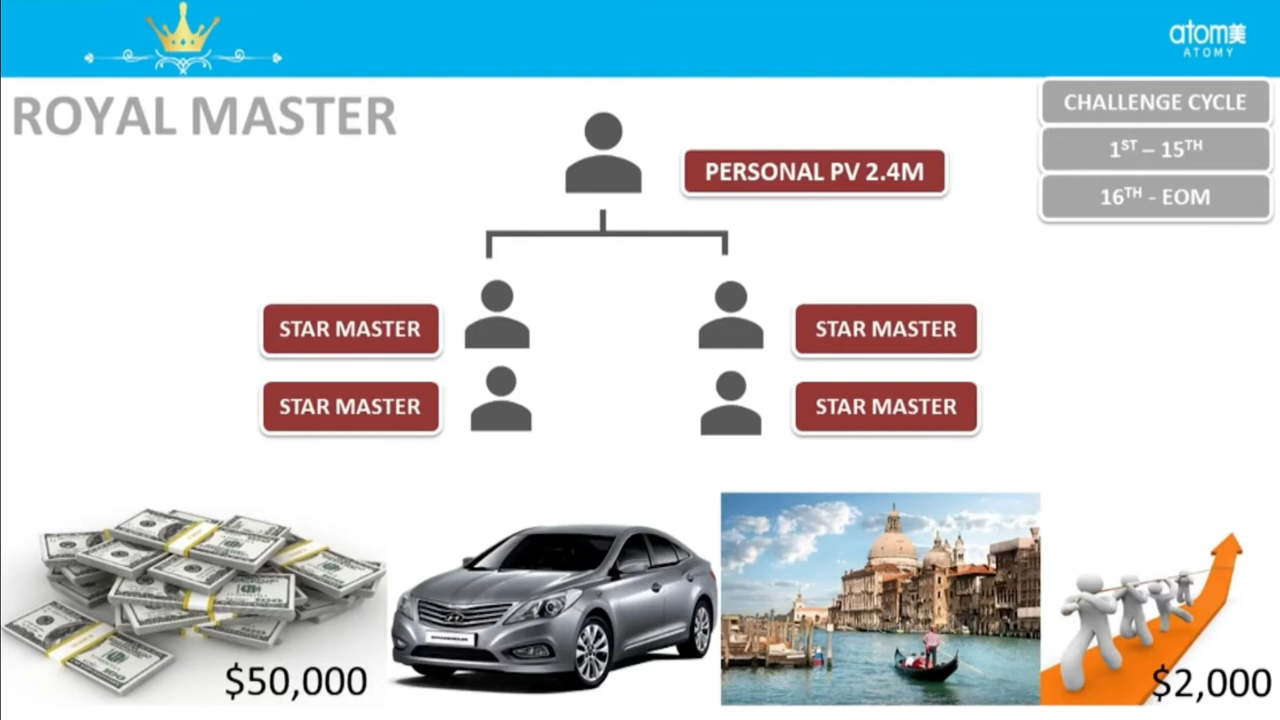 atom美
ATOMY
ROYAL MASTER
CHALLENGE CYCLE
1ST – 15TH
16TH - EOM
PERSONAL PV 2.4M
STAR MASTER
STAR MASTER
STAR MASTER
STAR MASTER
$50,000
$2,000